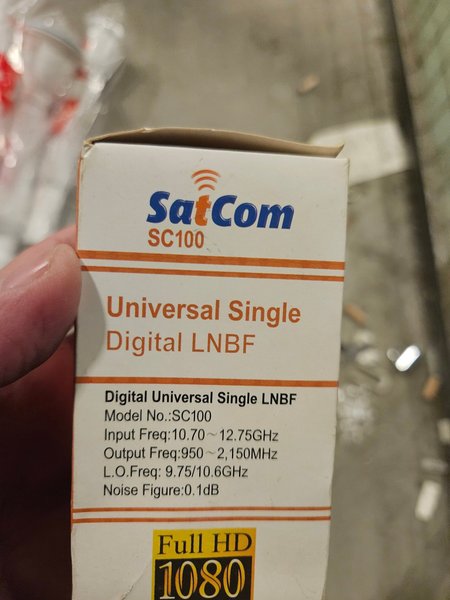 SatCom
SC100
Universal Single
Digital LNBF
Digital Universal Single LNBF
Model No.:SC100
Input Freq:10.70～12.75GHz
Output Freq:950～2,150MHz
L.O.Freq: 9.75/10.6GHz
Noise Figure:0.1dB
Full HD
1080